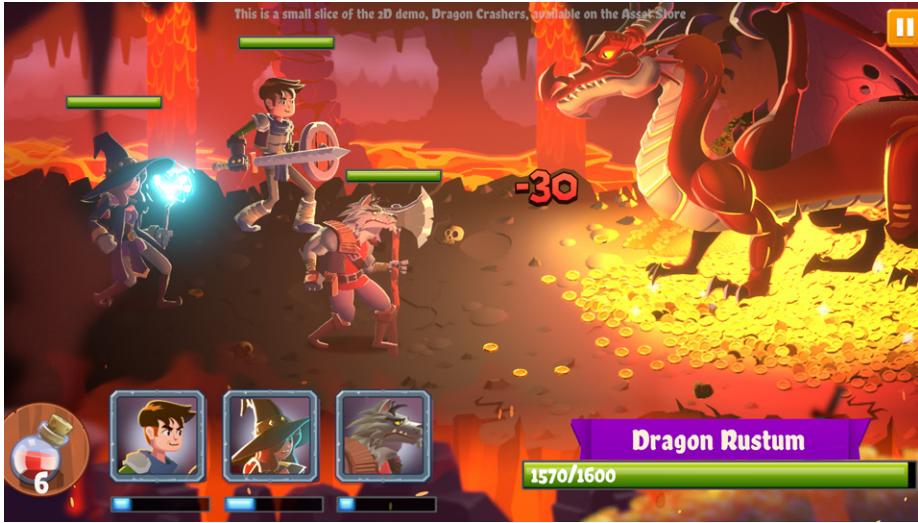 This is a small slice of the 2D demo, Dragon Crashers, available on the Asset Store
-30
6
Dragon Rustum
1570/1600